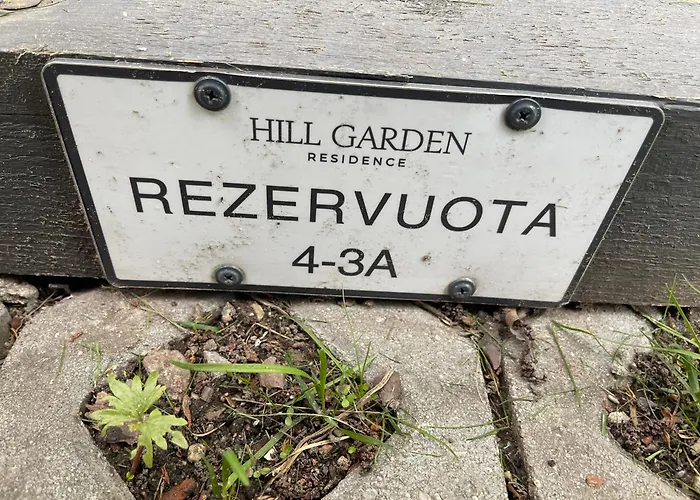 HILL GARDEN
RESIDENCE
REZERVUOTA
4-3A